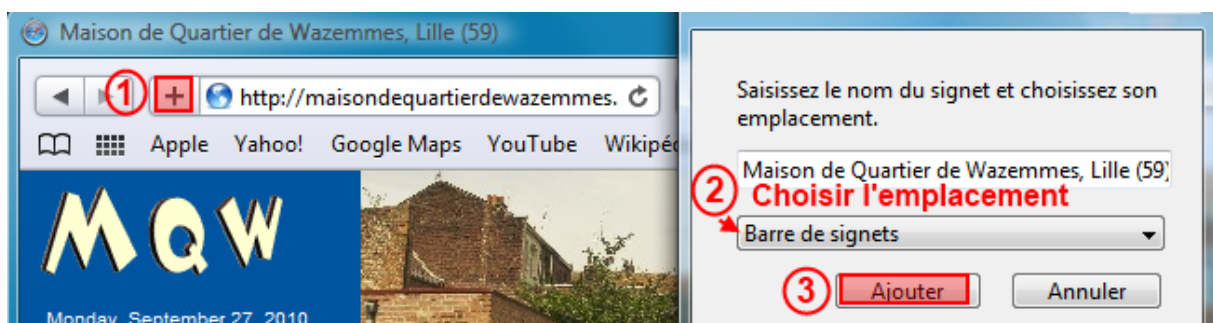 Maison de Quartier de Wazemmes, Lille (59)
1 + http://maisondequartierdewazemmes.
Apple Yahoo! Google Maps YouTube
MQW
Monday, September 27, 2010
Saisissez le nom du signet et choisissez son
emplacement.
Maison de Quartier de Wazemmes, Lille (59)
2 Choisir l'emplacement
Barre de signets
3 Ajouter Annuler